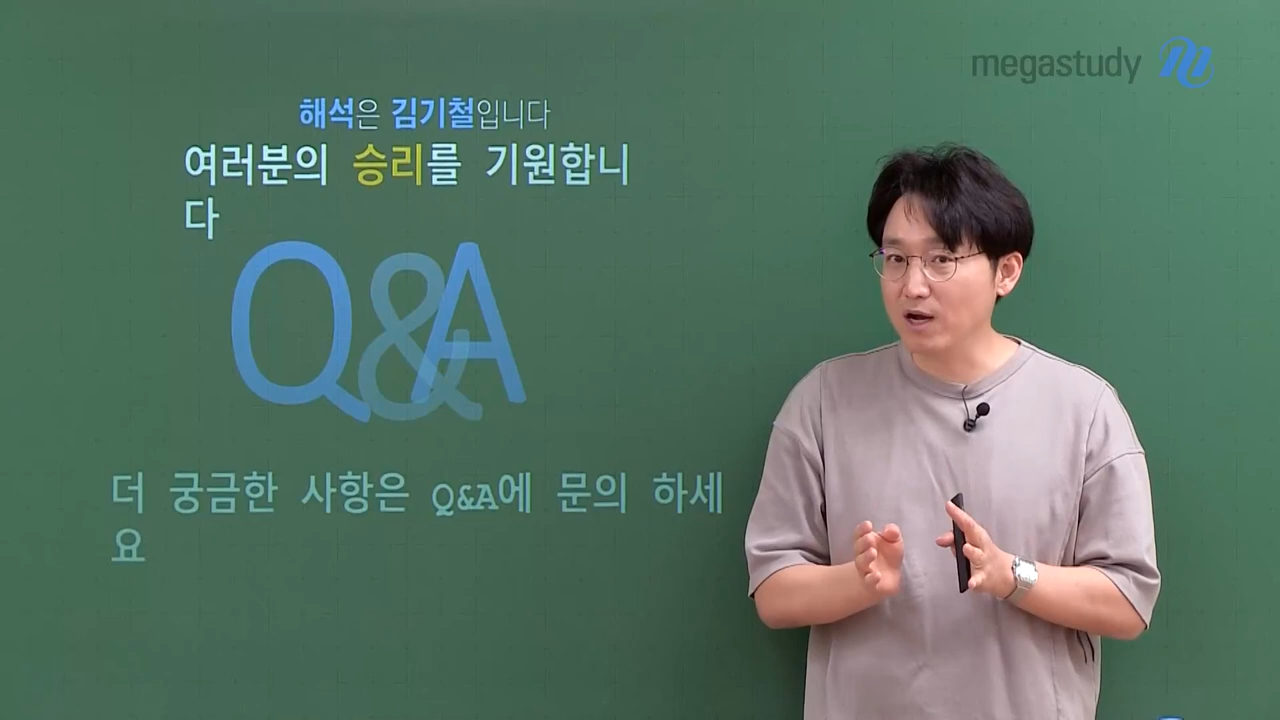 megastudy
해석은 김기철입니다
여러분의 승리를 기원합니
다
Q&A
더 궁금한 사항은 Q&A에 문의 하세
요